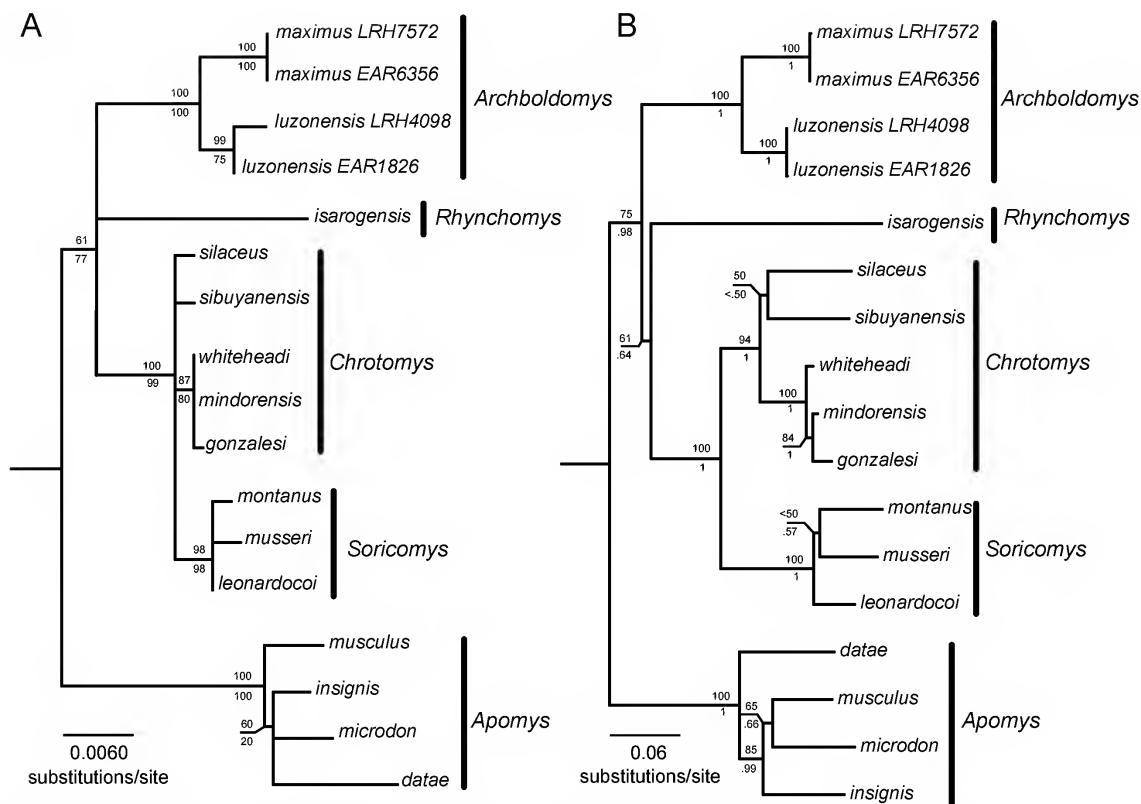 A
maximus LRH7572
100
100
maximus EAR6356
Archboldomys
100
100
luzonensis LRH4098
99
75
luzonensis EAR1826
isarogensis
Rhynchomys
61
77
silaceus
sibuyanensis
whiteheadi
Chrotomys
100
99
87
80
mindorensis
gonzalesi
montanus
musseri
Soricomys
98
98
leonardocoi
musculus
100
100
insignis
Apomys
60
20
microdon
datae
0.0060
substitutions/site
B
maximus LRH7572
100
1
maximus EAR6356
Archboldomys
100
1
luzonensis LRH4098
100
1
luzonensis EAR1826
75
.98
isarogensis
Rhynchomys
50
<.50
silaceus
sibuyanensis
61
.64
94
1
whiteheadi
Chrotomys
100
1
mindorensis
84
1
gonzalesi
100
1
montanus
<50
.57
musseri
Soricomys
100
1
leonardocoi
datae
100
1
musculus
65
.66
Apomys
microdon
85
.99
insignis
0.06
substitutions/site